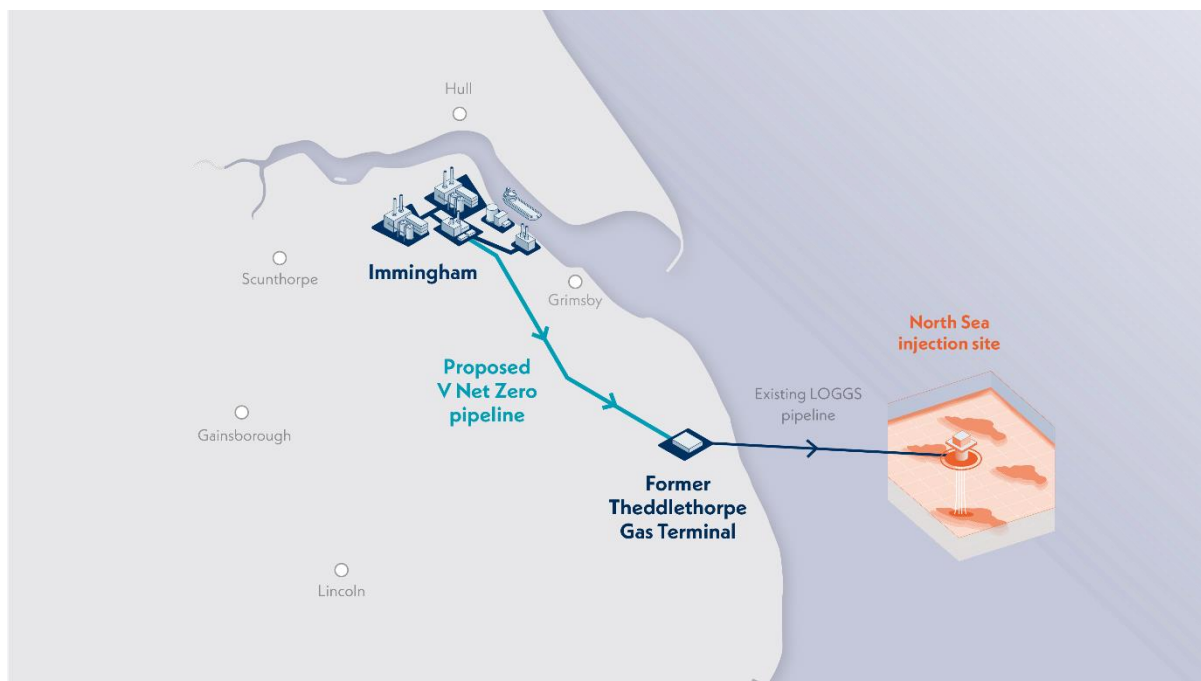 Hull
Scunthorpe
Immingham
Grimsby
North Sea
injection site
Proposed
V Net Zero
pipeline
Existing LOGGS
pipeline
Gainsborough
Former
Theddlethorpe
Gas Terminal
Lincoln